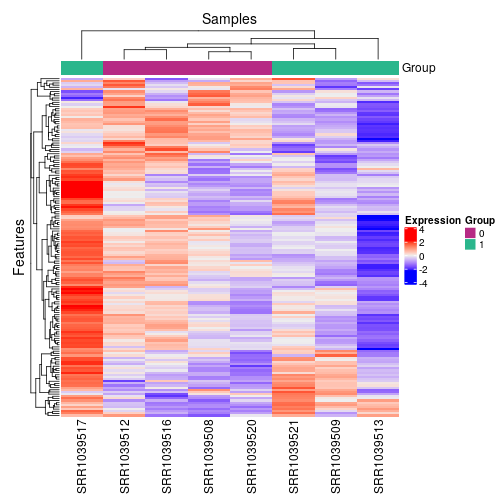 Samples
Group
Features
Expression
4
2
0
-2
-4
Group
0
1
SRR1039517
SRR1039512
SRR1039516
SRR1039508
SRR1039520
SRR1039521
SRR1039509
SRR1039513